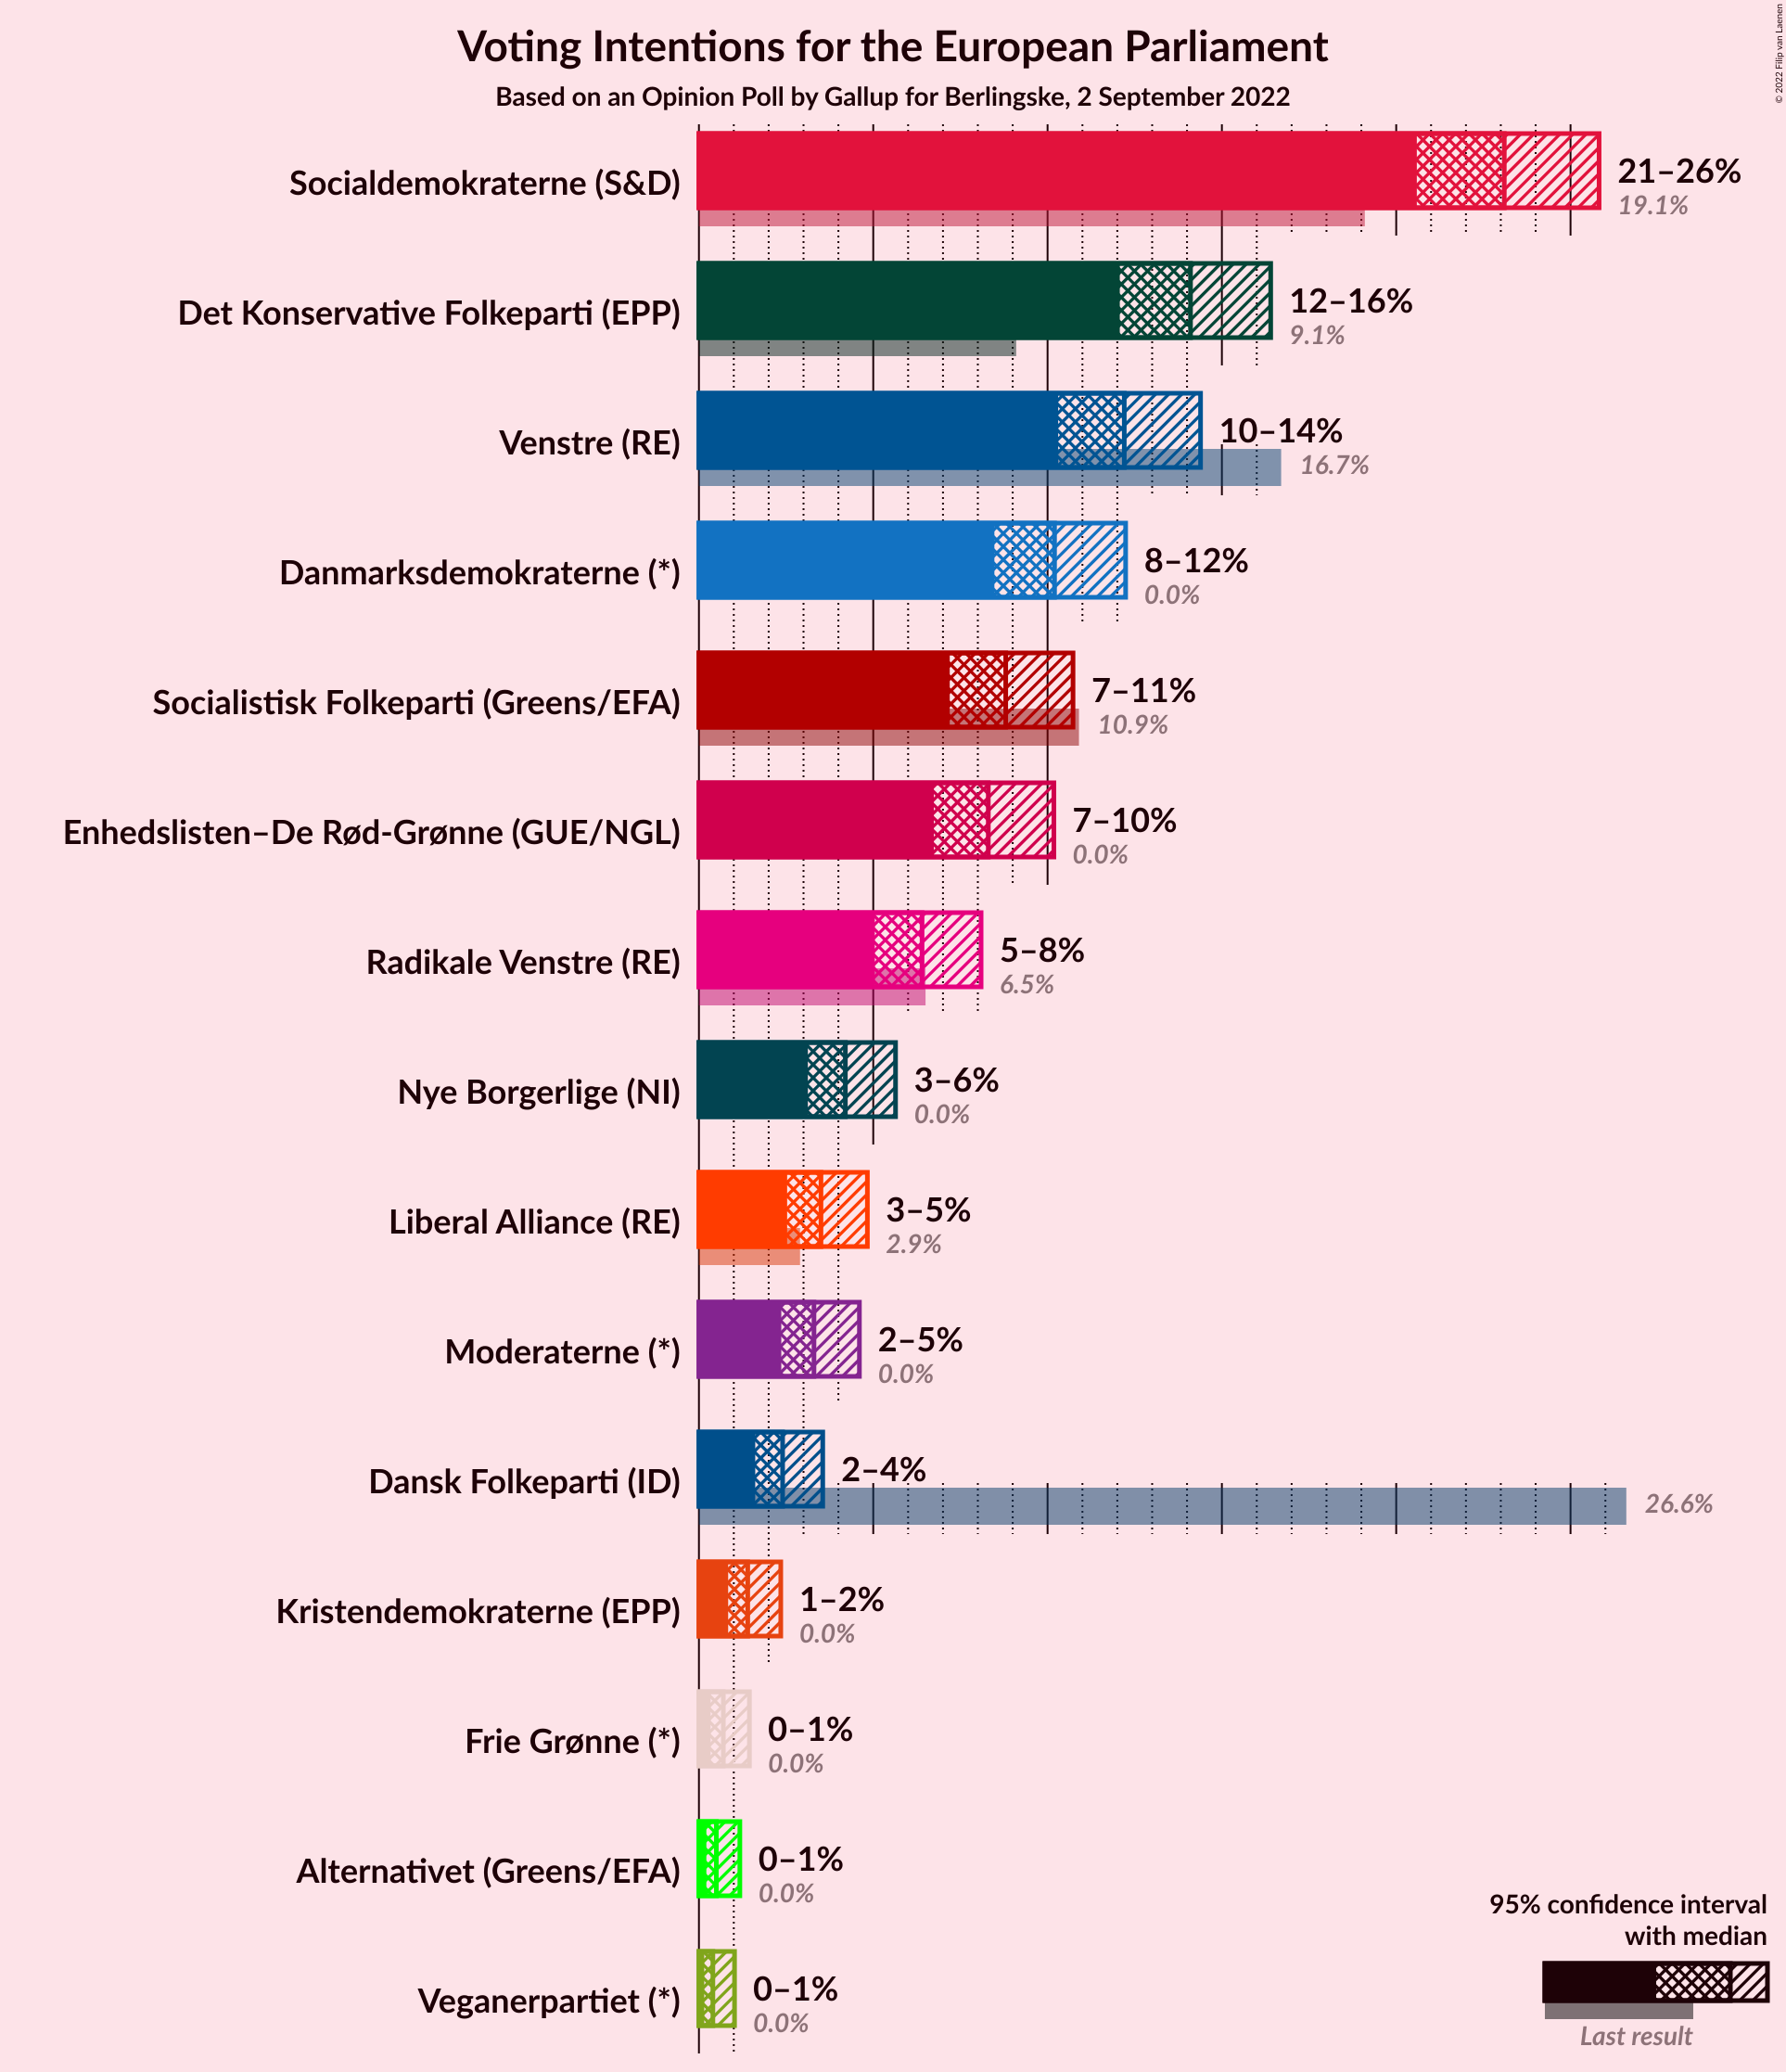 Voting Intentions for the European Parliament
Based on an Opinion Poll by Gallup for Berlingske, 2 September 2022
© 2022 Filip van Laenen
Socialdemokraterne (S&D)
21–26%
19.1%
Det Konservative Folkeparti (EPP)
12–16%
9.1%
Venstre (RE)
10–14%
16.7%
Danmarksdemokraterne (*)
8–12%
0.0%
Socialistisk Folkeparti (Greens/EFA)
7–11%
10.9%
Enhedslisten–De Rød-Grønne (GUE/NGL)
7–10%
0.0%
Radikale Venstre (RE)
5–8%
6.5%
Nye Borgerlige (NI)
3–6%
0.0%
Liberal Alliance (RE)
3–5%
2.9%
Moderaterne (*)
2–5%
0.0%
Dansk Folkeparti (ID)
2–4%
26.6%
Kristendemokraterne (EPP)
1–2%
0.0%
Frie Grønne (*)
0–1%
0.0%
Alternativet (Greens/EFA)
0–1%
0.0%
Veganerpartiet (*)
0–1%
0.0%
95% confidence interval
with median
Last result